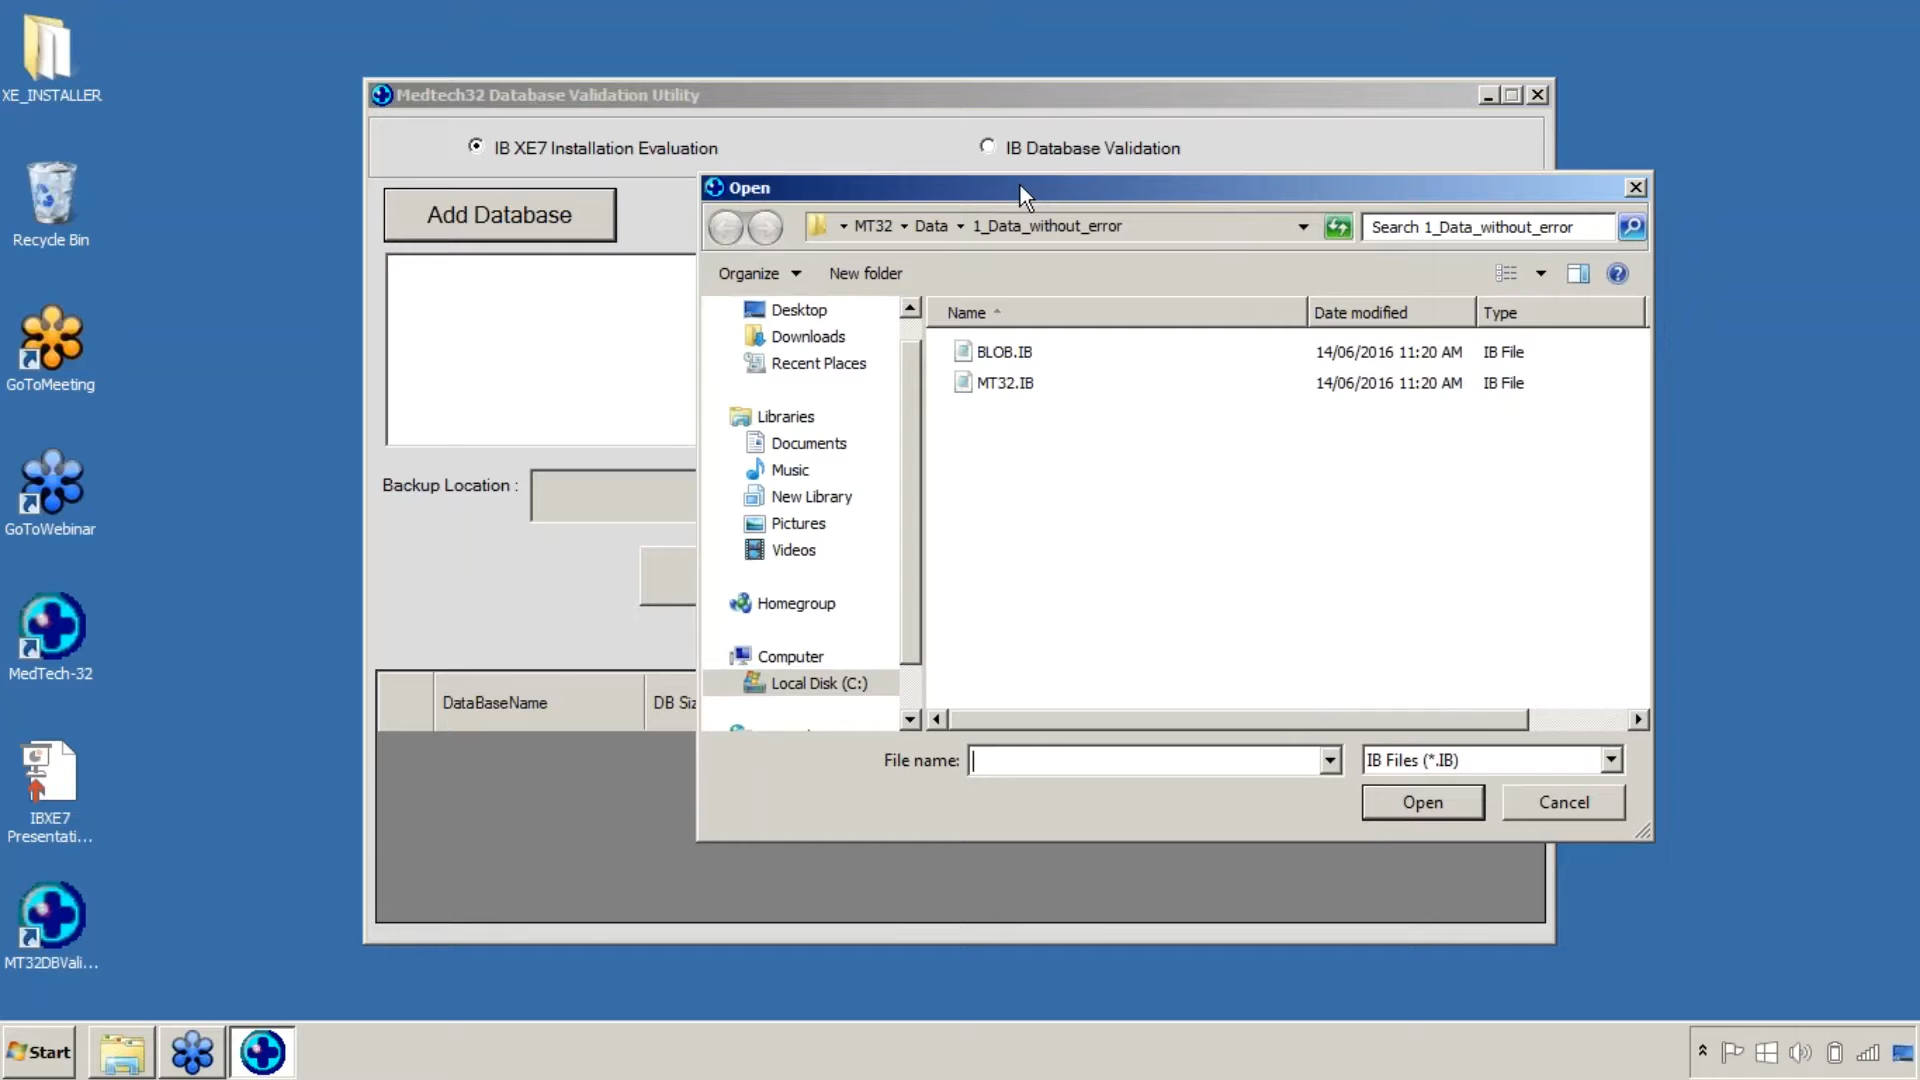 XE_INSTALLER
Recycle Bin
GoToMeeting
GoToWebinar
MedTech-32
IBXE7
Presentati...
MT32DBVali...
Medtech32 Database Validation Utility
IB XE7 Installation Evaluation
IB Database Validation
Add Database
Backup Location :
DataBaseName
DB Siz
Open
MT32
Data
1_Data_without_error
Search 1_Data_without_error
Organize
New folder
Desktop
Downloads
Recent Places
Libraries
Documents
Music
New Library
Pictures
Videos
Homegroup
Computer
Local Disk (C:)
Name
Date modified
Type
BLOB.IB
14/06/2016 11:20 AM
IB File
MT32.IB
14/06/2016 11:20 AM
IB File
File name:
IB Files (*.IB)
Open
Cancel
Start